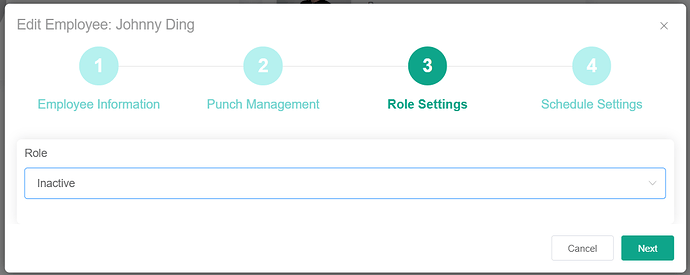 Edit Employee: Johnny Ding
1 2 3 4
Employee Information Punch Management Role Settings Schedule Settings
Role
Inactive
Cancel Next